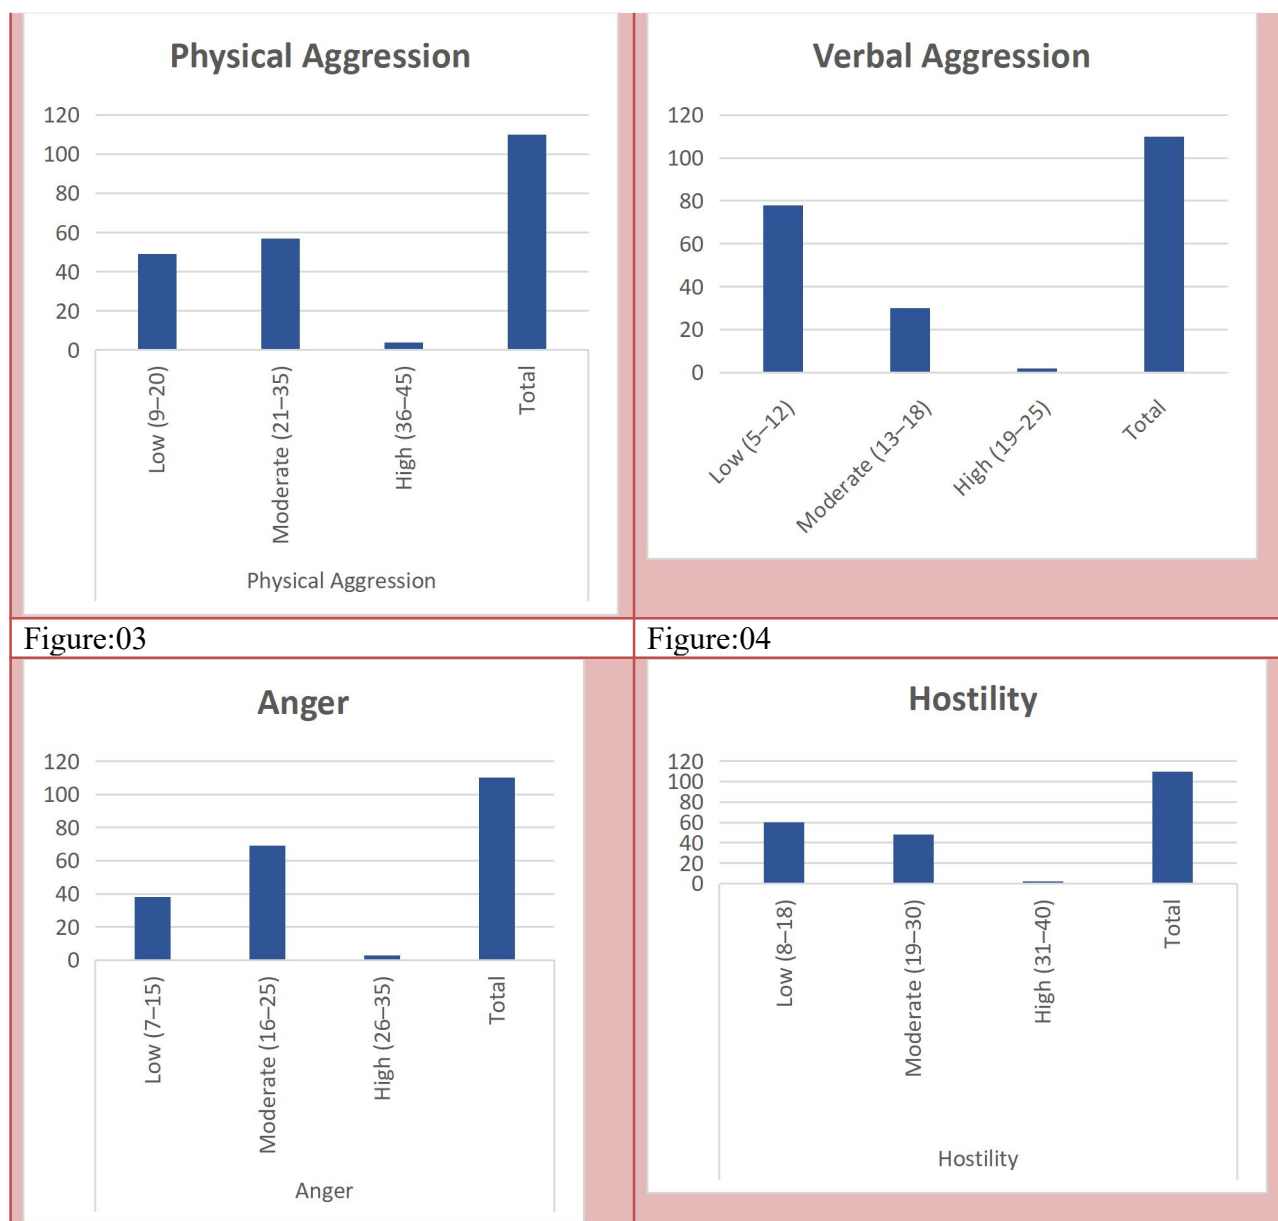 Physical Aggression
120
100
80
60
40
20
0
Low (9–20)
Moderate (21–35)
High (36–45)
Total
Physical Aggression
Verbal Aggression
120
100
80
60
40
20
0
Low (5–12)
Moderate (13–18)
High (19–25)
Total
Figure:03
Figure:04
Anger
120
100
80
60
40
20
0
Low (7–15)
Moderate (16–25)
High (26–35)
Total
Anger
Hostility
120
100
80
60
40
20
0
Low (8–18)
Moderate (19–30)
High (31–40)
Total
Hostility